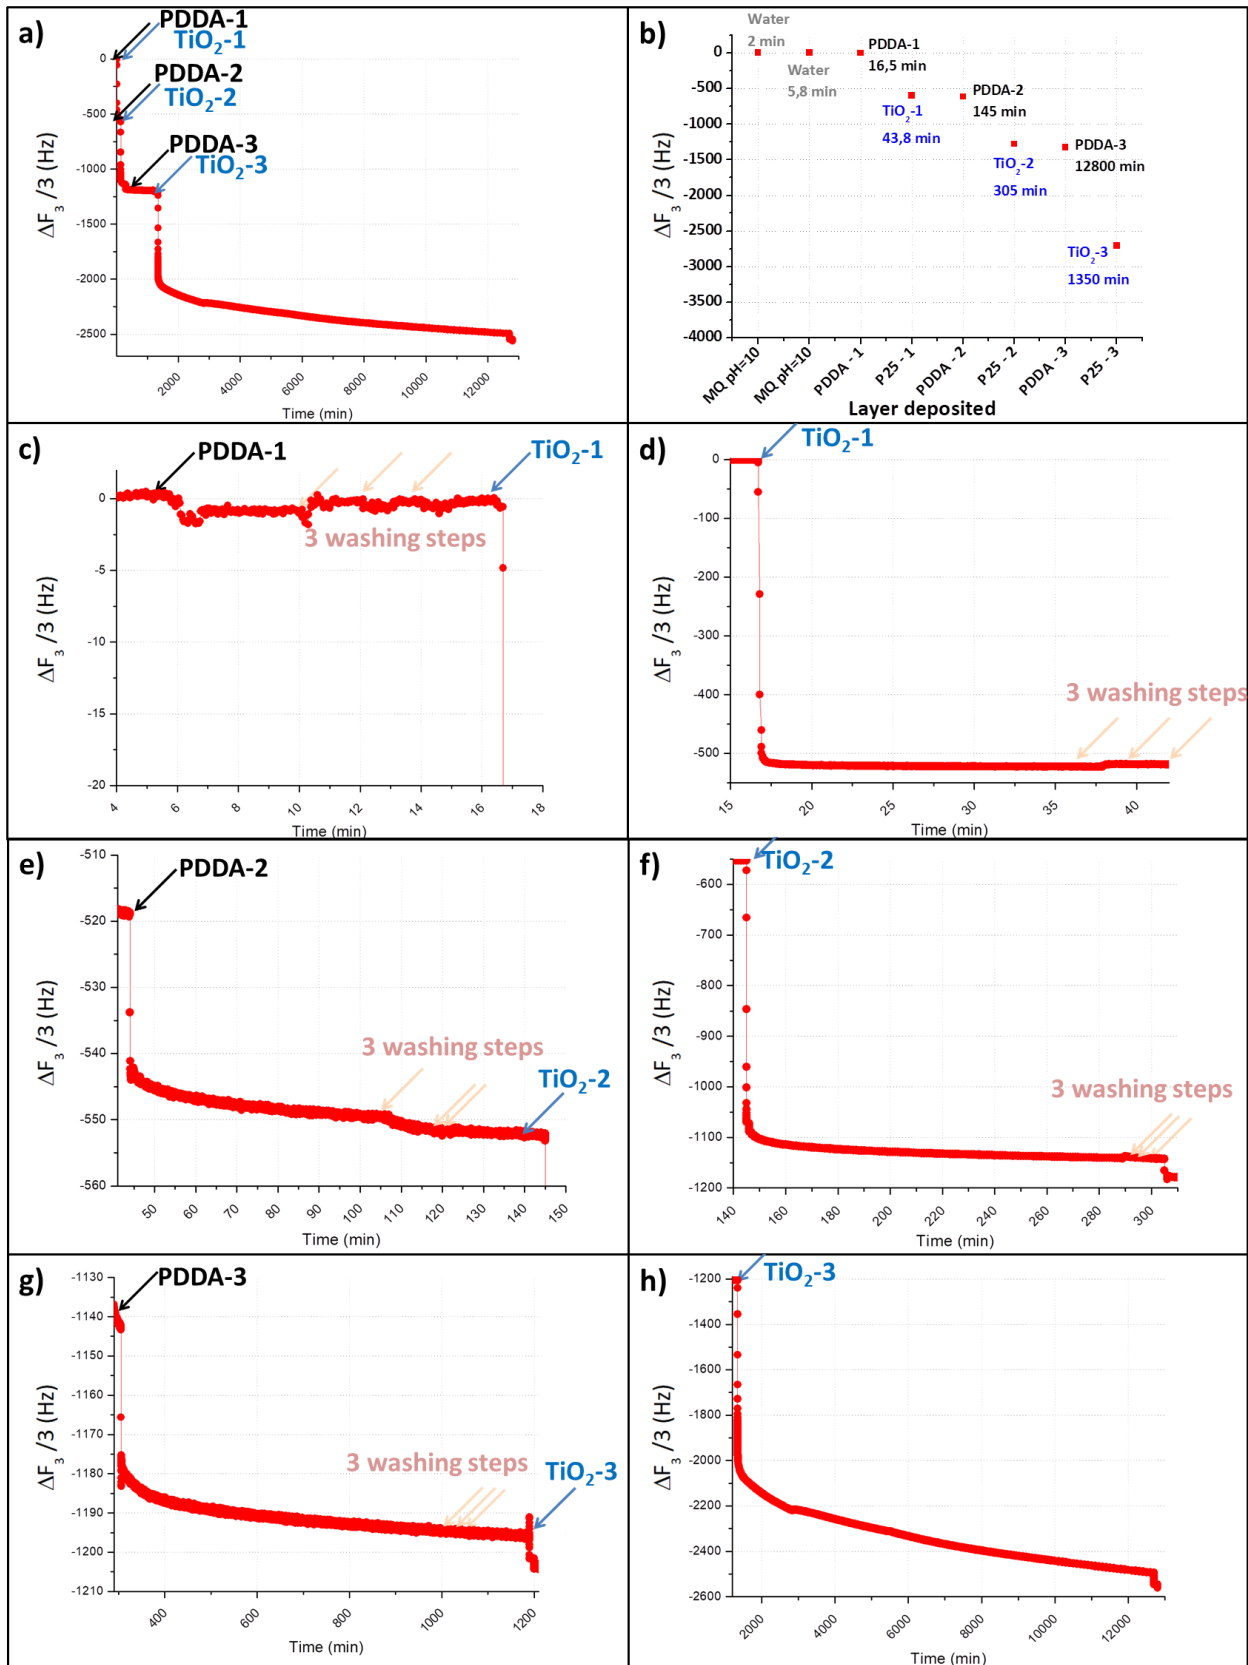 a)
PDDA-1
TiO₂-1
PDDA-2
TiO₂-2
PDDA-3
TiO₂-3
0
-500
-1000
-1500
-2000
-2500
ΔF₃/3 (Hz)
2000
4000
6000
8000
10000
12000
Time (min)
b)
Water
2 min
Water
5,8 min
PDDA-1
16,5 min
TiO₂-1
43,8 min
PDDA-2
145 min
TiO₂-2
305 min
PDDA-3
12800 min
TiO₂-3
1350 min
0
-500
-1000
-1500
-2000
-2500
-3000
-3500
-4000
ΔF₃/3 (Hz)
MQ pH=10
MQ pH=10
PDDA - 1
P25 - 1
PDDA - 2
P25 - 2
PDDA - 3
P25 - 3
Layer deposited
c)
PDDA-1
TiO₂-1
3 washing steps
0
-5
-10
-15
-20
ΔF₃/3 (Hz)
4
6
8
10
12
14
16
18
Time (min)
d)
TiO₂-1
3 washing steps
0
-100
-200
-300
-400
-500
ΔF₃/3 (Hz)
15
20
25
30
35
40
Time (min)
e)
PDDA-2
3 washing steps
TiO₂-2
-510
-520
-530
-540
-550
-560
ΔF₃/3 (Hz)
50
60
70
80
90
100
110
120
130
140
150
Time (min)
f)
TiO₂-2
3 washing steps
-600
-700
-800
-900
-1000
-1100
-1200
ΔF₃/3 (Hz)
140
160
180
200
220
240
260
280
300
Time (min)
g)
PDDA-3
3 washing steps
TiO₂-3
-1130
-1140
-1150
-1160
-1170
-1180
-1190
-1200
-1210
ΔF₃/3 (Hz)
400
600
800
1000
1200
Time (min)
h)
TiO₂-3
-1200
-1400
-1600
-1800
-2000
-2200
-2400
-2600
ΔF₃/3 (Hz)
2000
4000
6000
8000
10000
12000
Time (min)